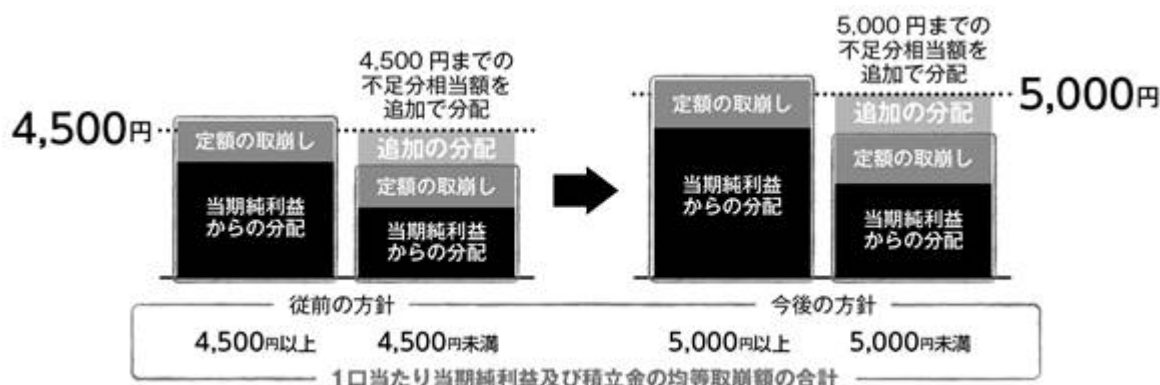 4,500円
定額の取崩し
当期純利益
からの分配
4,500円までの
不足分相当額を
追加で分配
追加の分配
定額の取崩し
当期純利益
からの分配
定額の取崩し
当期純利益
からの分配
5,000円までの
不足分相当額を
追加で分配
追加の分配
定額の取崩し
当期純利益
からの分配
5,000円
従前の方針
今後の方針
4,500円以上
4,500円未満
5,000円以上
5,000円未満
1口当たり当期純利益及び積立金の均等取崩額の合計